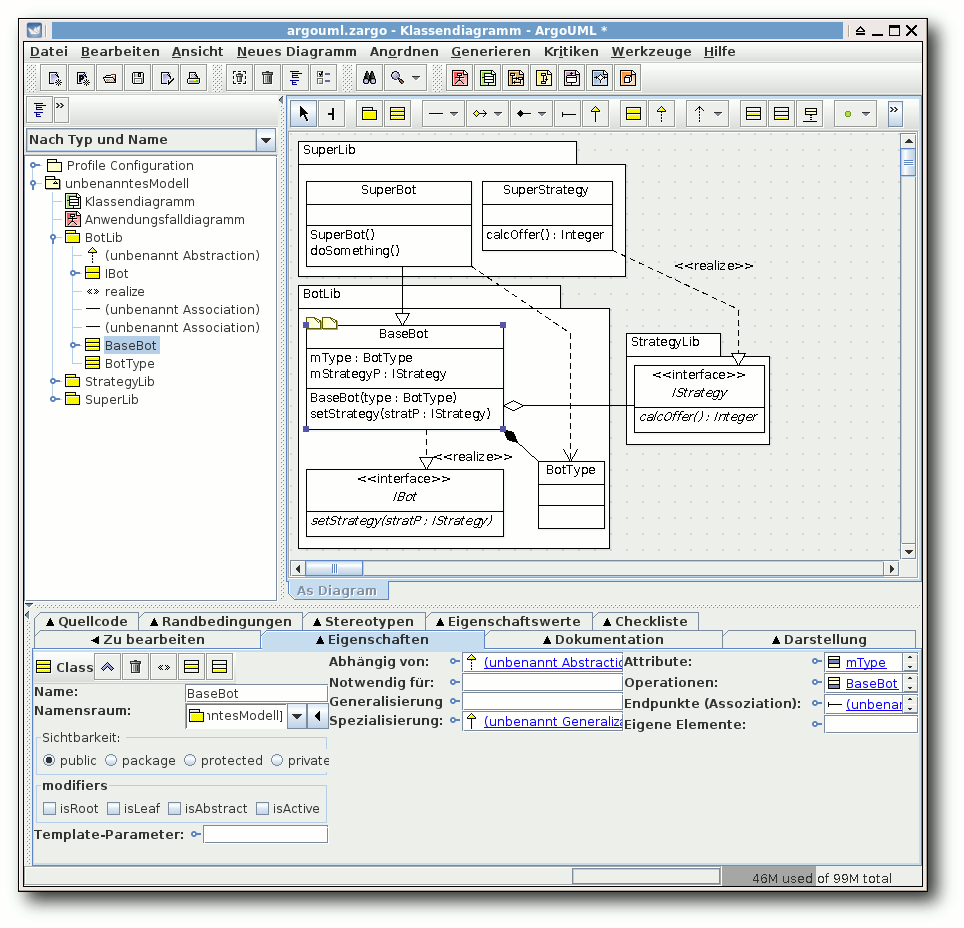 argouml.zargo - Klassendiagramm - ArgoUML *
Datei Bearbeiten Ansicht Neues Diagramm Anordnen Generieren Kritiken Werkzeuge Hilfe
Nach Typ und Name
Profile Configuration
unbenanntesModell
Klassendiagramm
Anwendungsfalldiagramm
BotLib
(unbenannt Abstraction)
IBot
«» realize
(unbenannt Association)
(unbenannt Association)
BaseBot
BotType
StrategyLib
SuperLib
SuperLib
SuperBot
SuperBot()
doSomething()
SuperStrategy
calcOffer() : Integer
<<realize>>
BotLib
BaseBot
mType : BotType
mStrategyP : IStrategy
BaseBot(type : BotType)
setStrategy(stratP : IStrategy)
<<realize>>
<<interface>>
IBot
setStrategy(stratP : IStrategy)
BotType
StrategyLib
<<interface>>
IStrategy
calcOffer() : Integer
As Diagram
▲ Quellcode ▲ Randbedingungen ▲ Stereotypen ▲ Eigenschaftswerte ▲ Checkliste
◀ Zu bearbeiten ▲ Eigenschaften ▲ Dokumentation ▲ Darstellung
Class «»
Name: BaseBot
Namensraum: nntesModell]
Sichtbarkeit:
public package protected private
modifiers
isRoot isLeaf isAbstract isActive
Template-Parameter:
Abhängig von: (unbenannt Abstractio
Notwendig für:
Generalisierung
Spezialisierung: (unbenannt Generaliza
Attribute: mType
Operationen: BaseBot
Endpunkte (Assoziation): (unbenar
Eigene Elemente:
46M used of 99M total